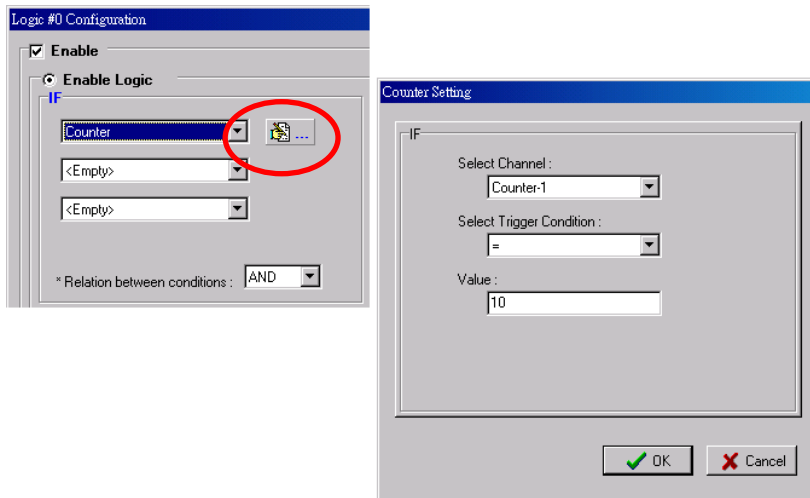 Logic #0 Configuration
Enable
Enable Logic
IF
Counter
...
<Empty>
<Empty>
* Relation between conditions : AND
Counter Setting
IF
Select Channel :
Counter-1
Select Trigger Condition :
=
Value :
10
OK Cancel